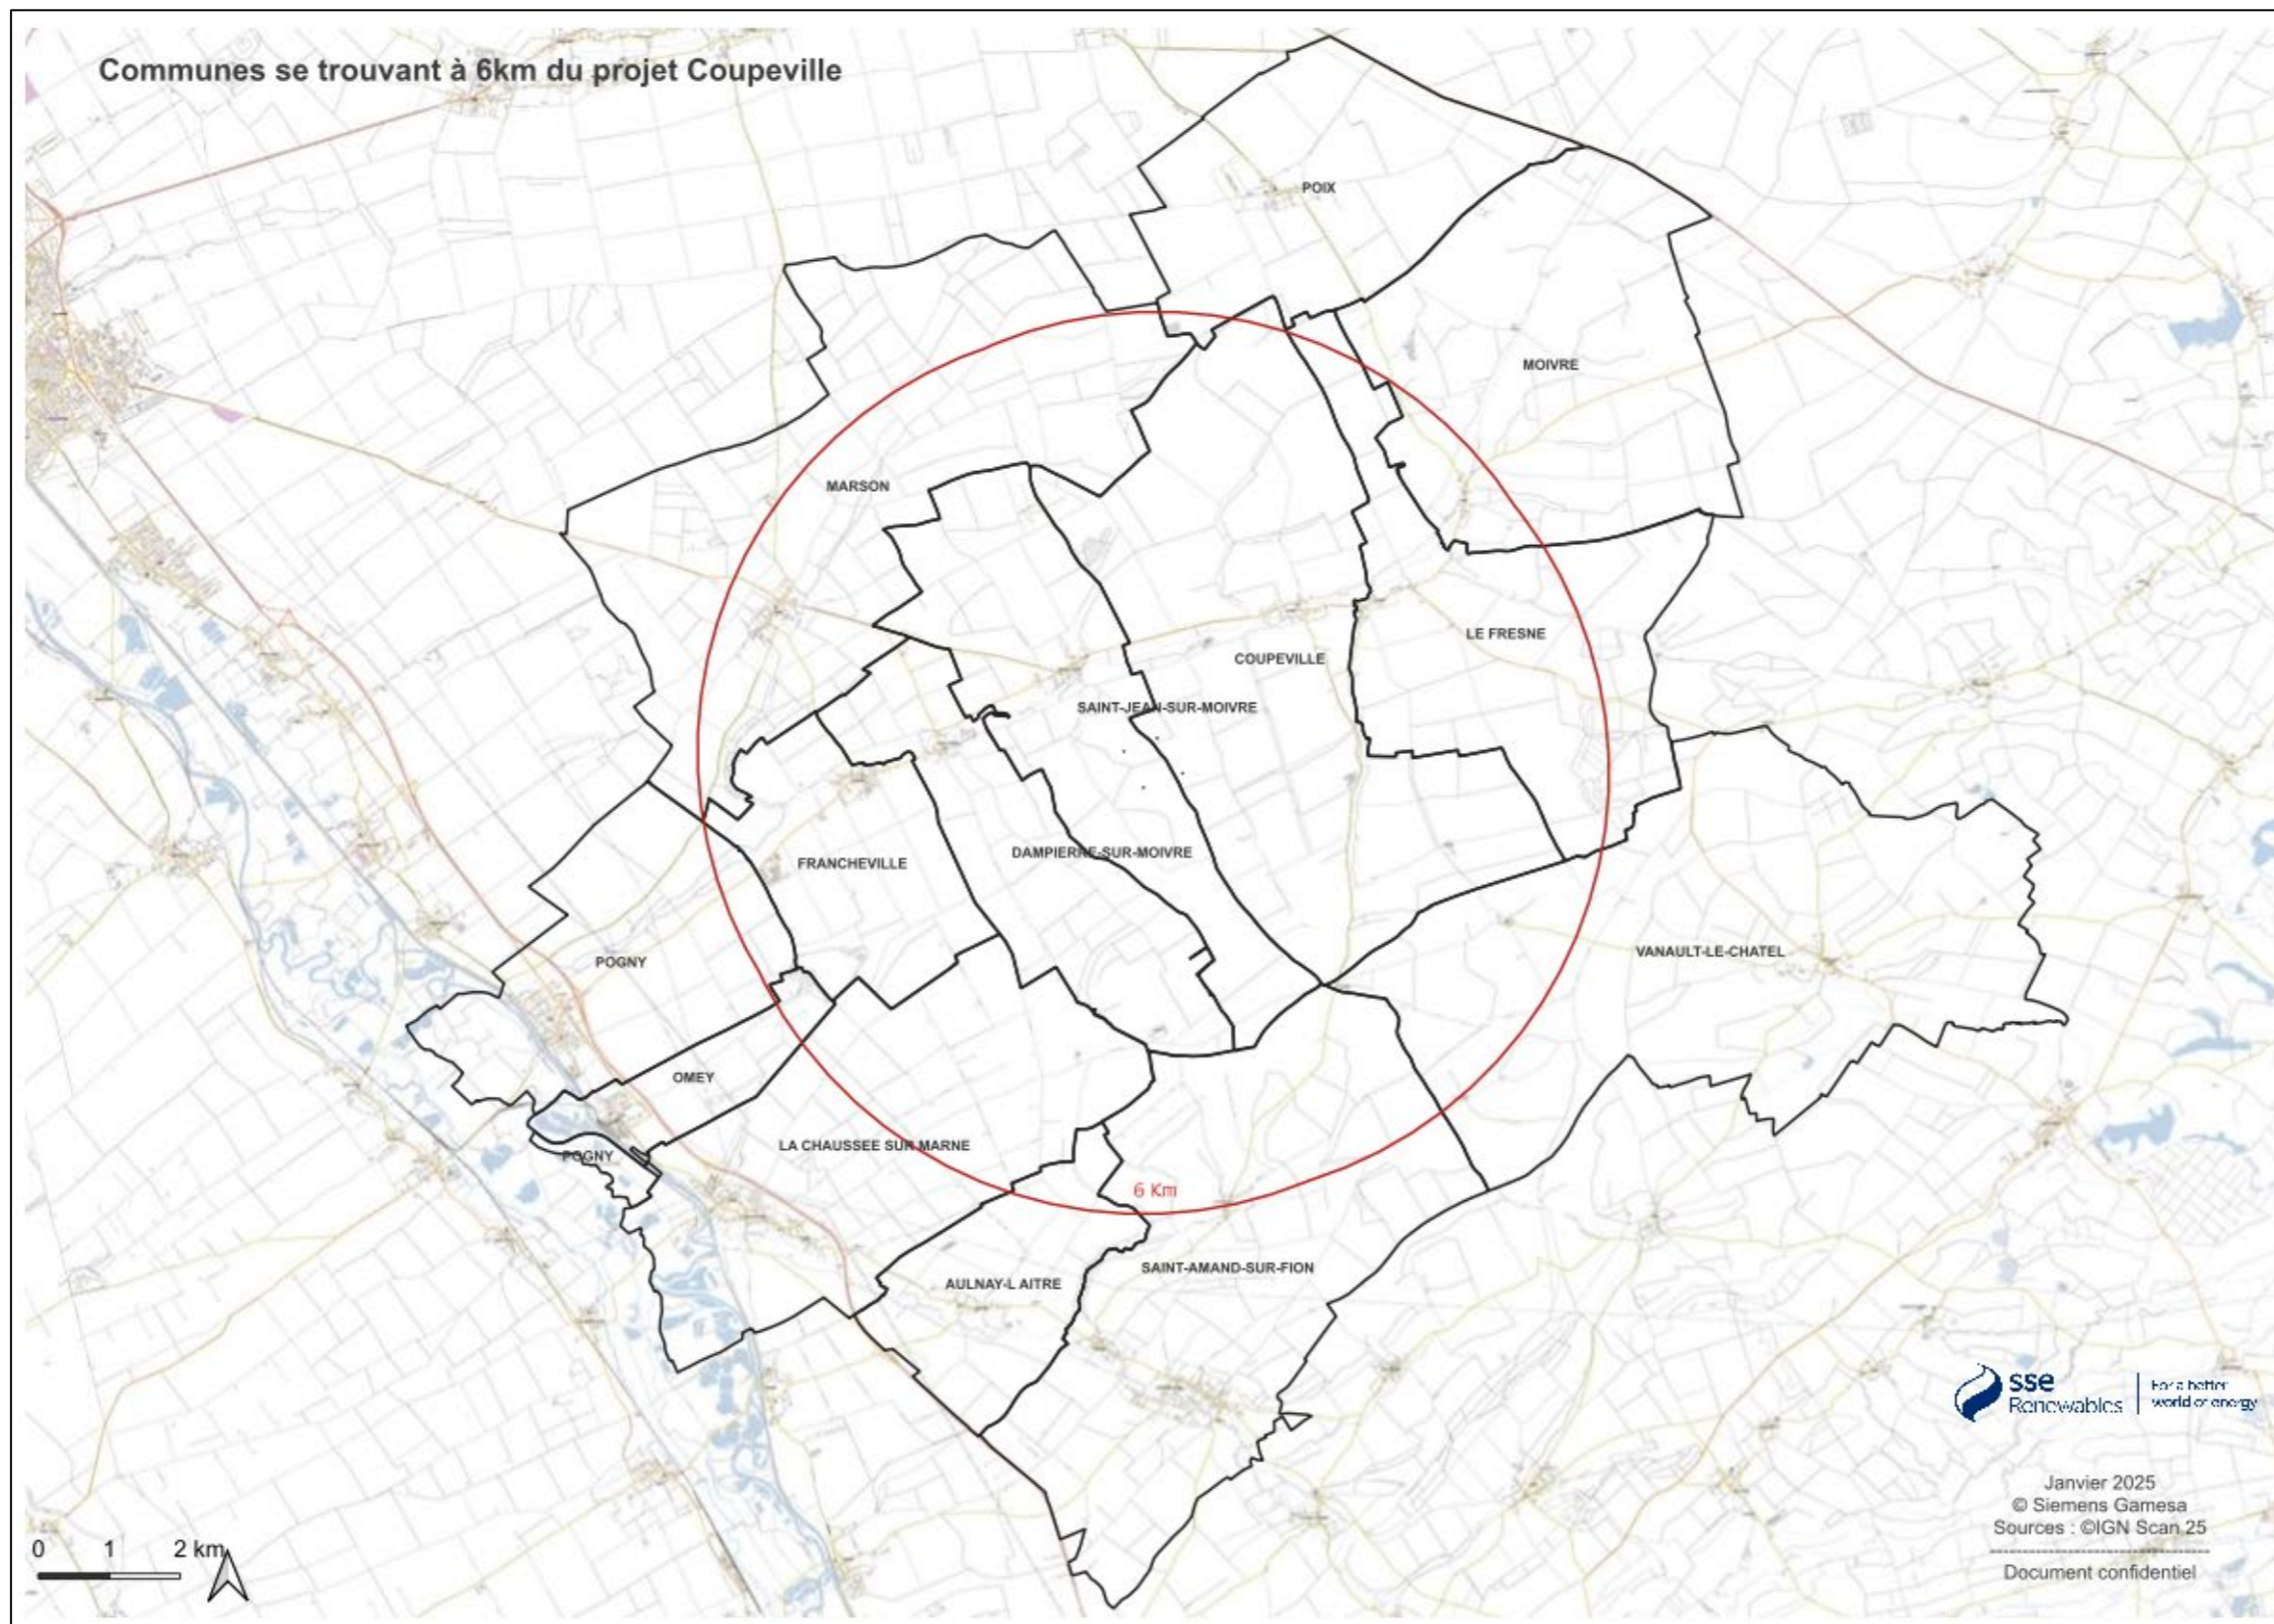 Communes se trouvant à 6km du projet Coupeville
POIX
MOIVRE
MARSON
LE FRESNE
COUPEVILLE
SAINT-JEAN-SUR-MOIVRE
DAMPIERRE-SUR-MOIVRE
FRANCHEVILLE
VANAULT-LE-CHATEL
POGNY
OMEY
LA CHAUSSEE SUR MARNE
POGNY
6 Km
SAINT-AMAND-SUR-FION
AULNAY-L AITRE
sse
Renewables
For a better
world of energy
Janvier 2025
© Siemens Gamesa
Sources : ©IGN Scan 25
Document confidentiel
0 1 2 km